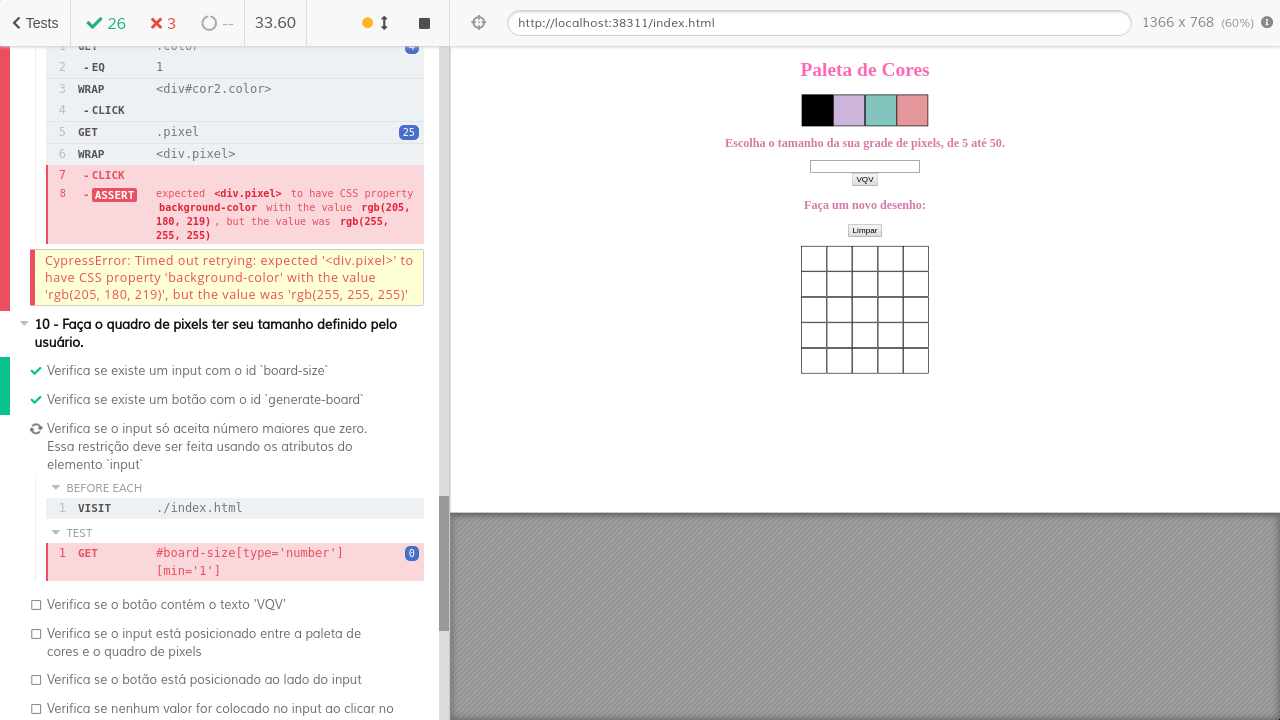 Tests 26 3 -- 33.60 http://localhost:38311/index.html 1366 x 768 (60%)
1 GET .color 4
2 - EQ 1
3 WRAP <div#cor2.color>
4 - CLICK
5 GET .pixel 25
6 WRAP <div.pixel>
7 - CLICK
8 - ASSERT expected <div.pixel> to have CSS property
background-color with the value rgb(205,
180, 219), but the value was rgb(255,
255, 255)
CypressError: Timed out retrying: expected '<div.pixel>' to
have CSS property 'background-color' with the value
'rgb(205, 180, 219)', but the value was 'rgb(255, 255, 255)'
10 - Faça o quadro de pixels ter seu tamanho definido pelo
usuário.
Verifica se existe um input com o id `board-size`
Verifica se existe um botão com o id `generate-board`
Verifica se o input só aceita número maiores que zero.
Essa restrição deve ser feita usando os atributos do
elemento `input`
BEFORE EACH
1 VISIT ./index.html
TEST
1 GET #board-size[type='number'] 0
[min='1']
Verifica se o botão contém o texto 'VQV'
Verifica se o input está posicionado entre a paleta de
cores e o quadro de pixels
Verifica se o botão está posicionado ao lado do input
Verifica se nenhum valor for colocado no input ao clicar no
Paleta de Cores
Escolha o tamanho da sua grade de pixels, de 5 até 50.
VQV
Faça um novo desenho:
Limpar